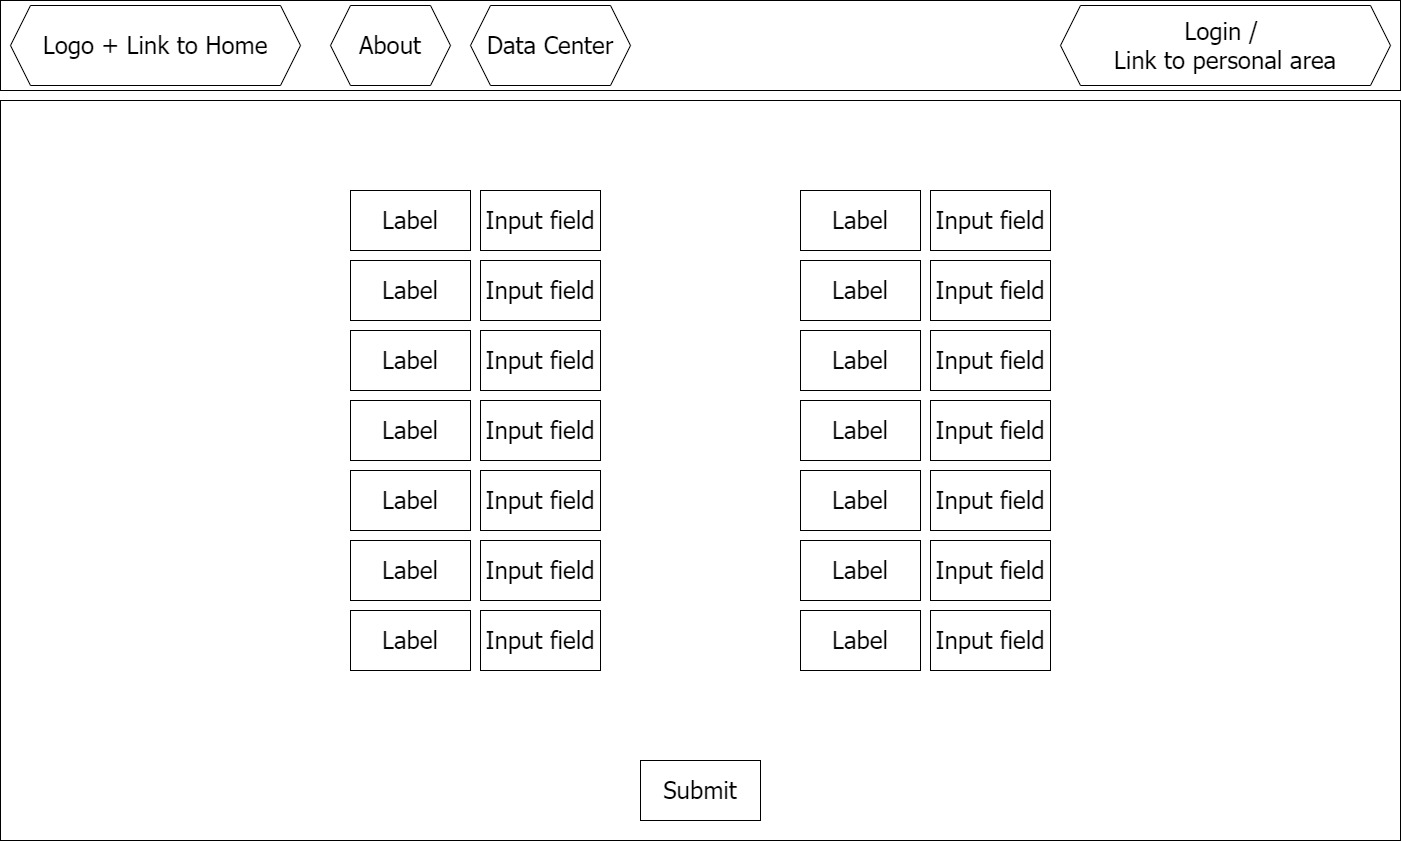 Logo + Link to Home
About
Data Center
Login /
Link to personal area
Label Input field Label Input field
Label Input field Label Input field
Label Input field Label Input field
Label Input field Label Input field
Label Input field Label Input field
Label Input field Label Input field
Label Input field Label Input field
Submit